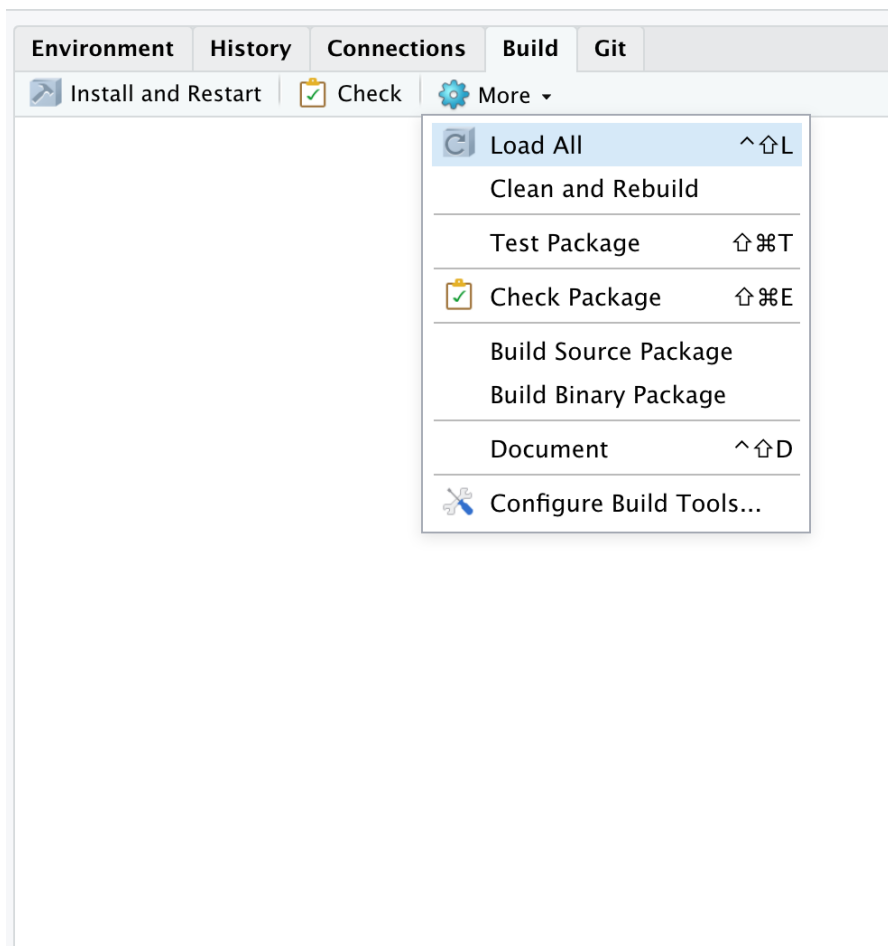 Environment History Connections Build Git
Install and Restart Check More
Load All ^⇧L
Clean and Rebuild
Test Package ⇧⌘T
Check Package ⇧⌘E
Build Source Package
Build Binary Package
Document ^⇧D
Configure Build Tools...